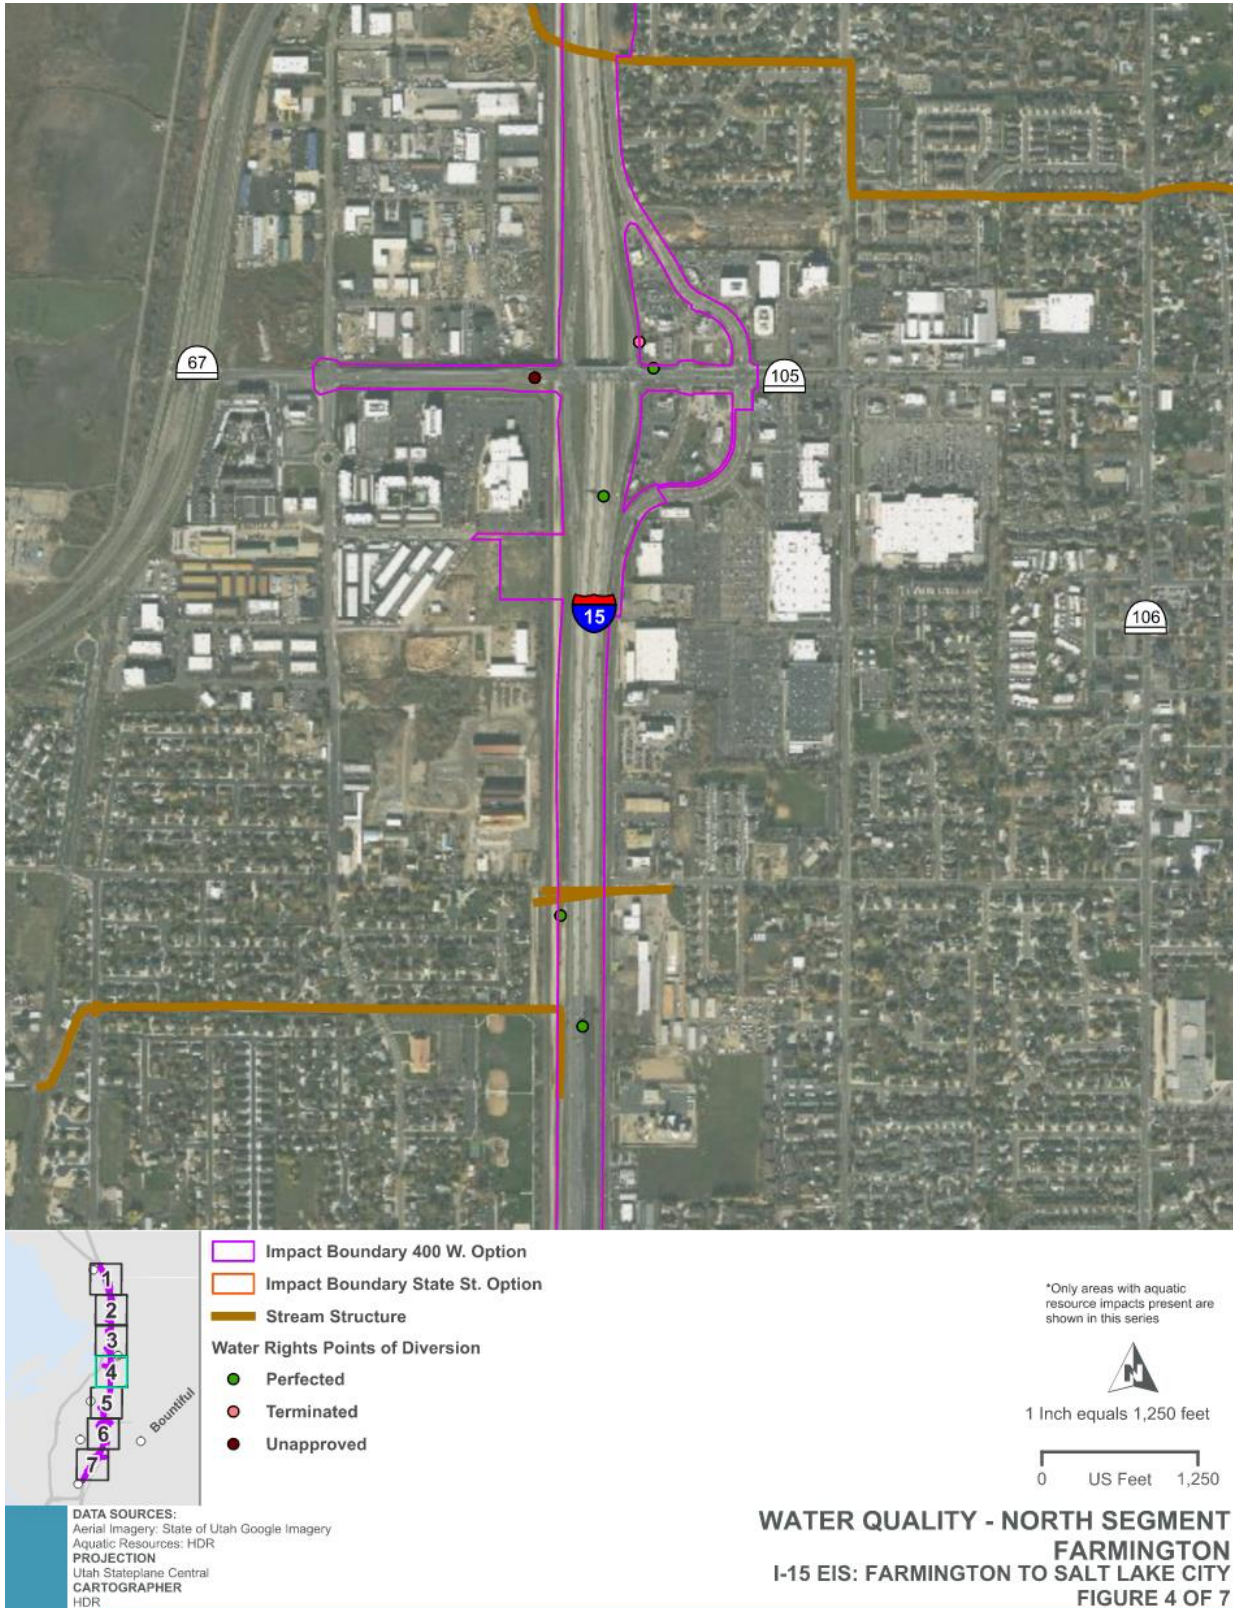 67
105
15
106
1
2
3
4
5
6
7
Bountiful
Impact Boundary 400 W. Option
Impact Boundary State St. Option
Stream Structure
Water Rights Points of Diversion
Perfected
Terminated
Unapproved
*Only areas with aquatic
resource impacts present are
shown in this series
N
1 Inch equals 1,250 feet
0 US Feet 1,250
DATA SOURCES:
Aerial Imagery: State of Utah Google Imagery
Aquatic Resources: HDR
PROJECTION
Utah Stateplane Central
CARTOGRAPHER
HDR
WATER QUALITY - NORTH SEGMENT
FARMINGTON
I-15 EIS: FARMINGTON TO SALT LAKE CITY
FIGURE 4 OF 7